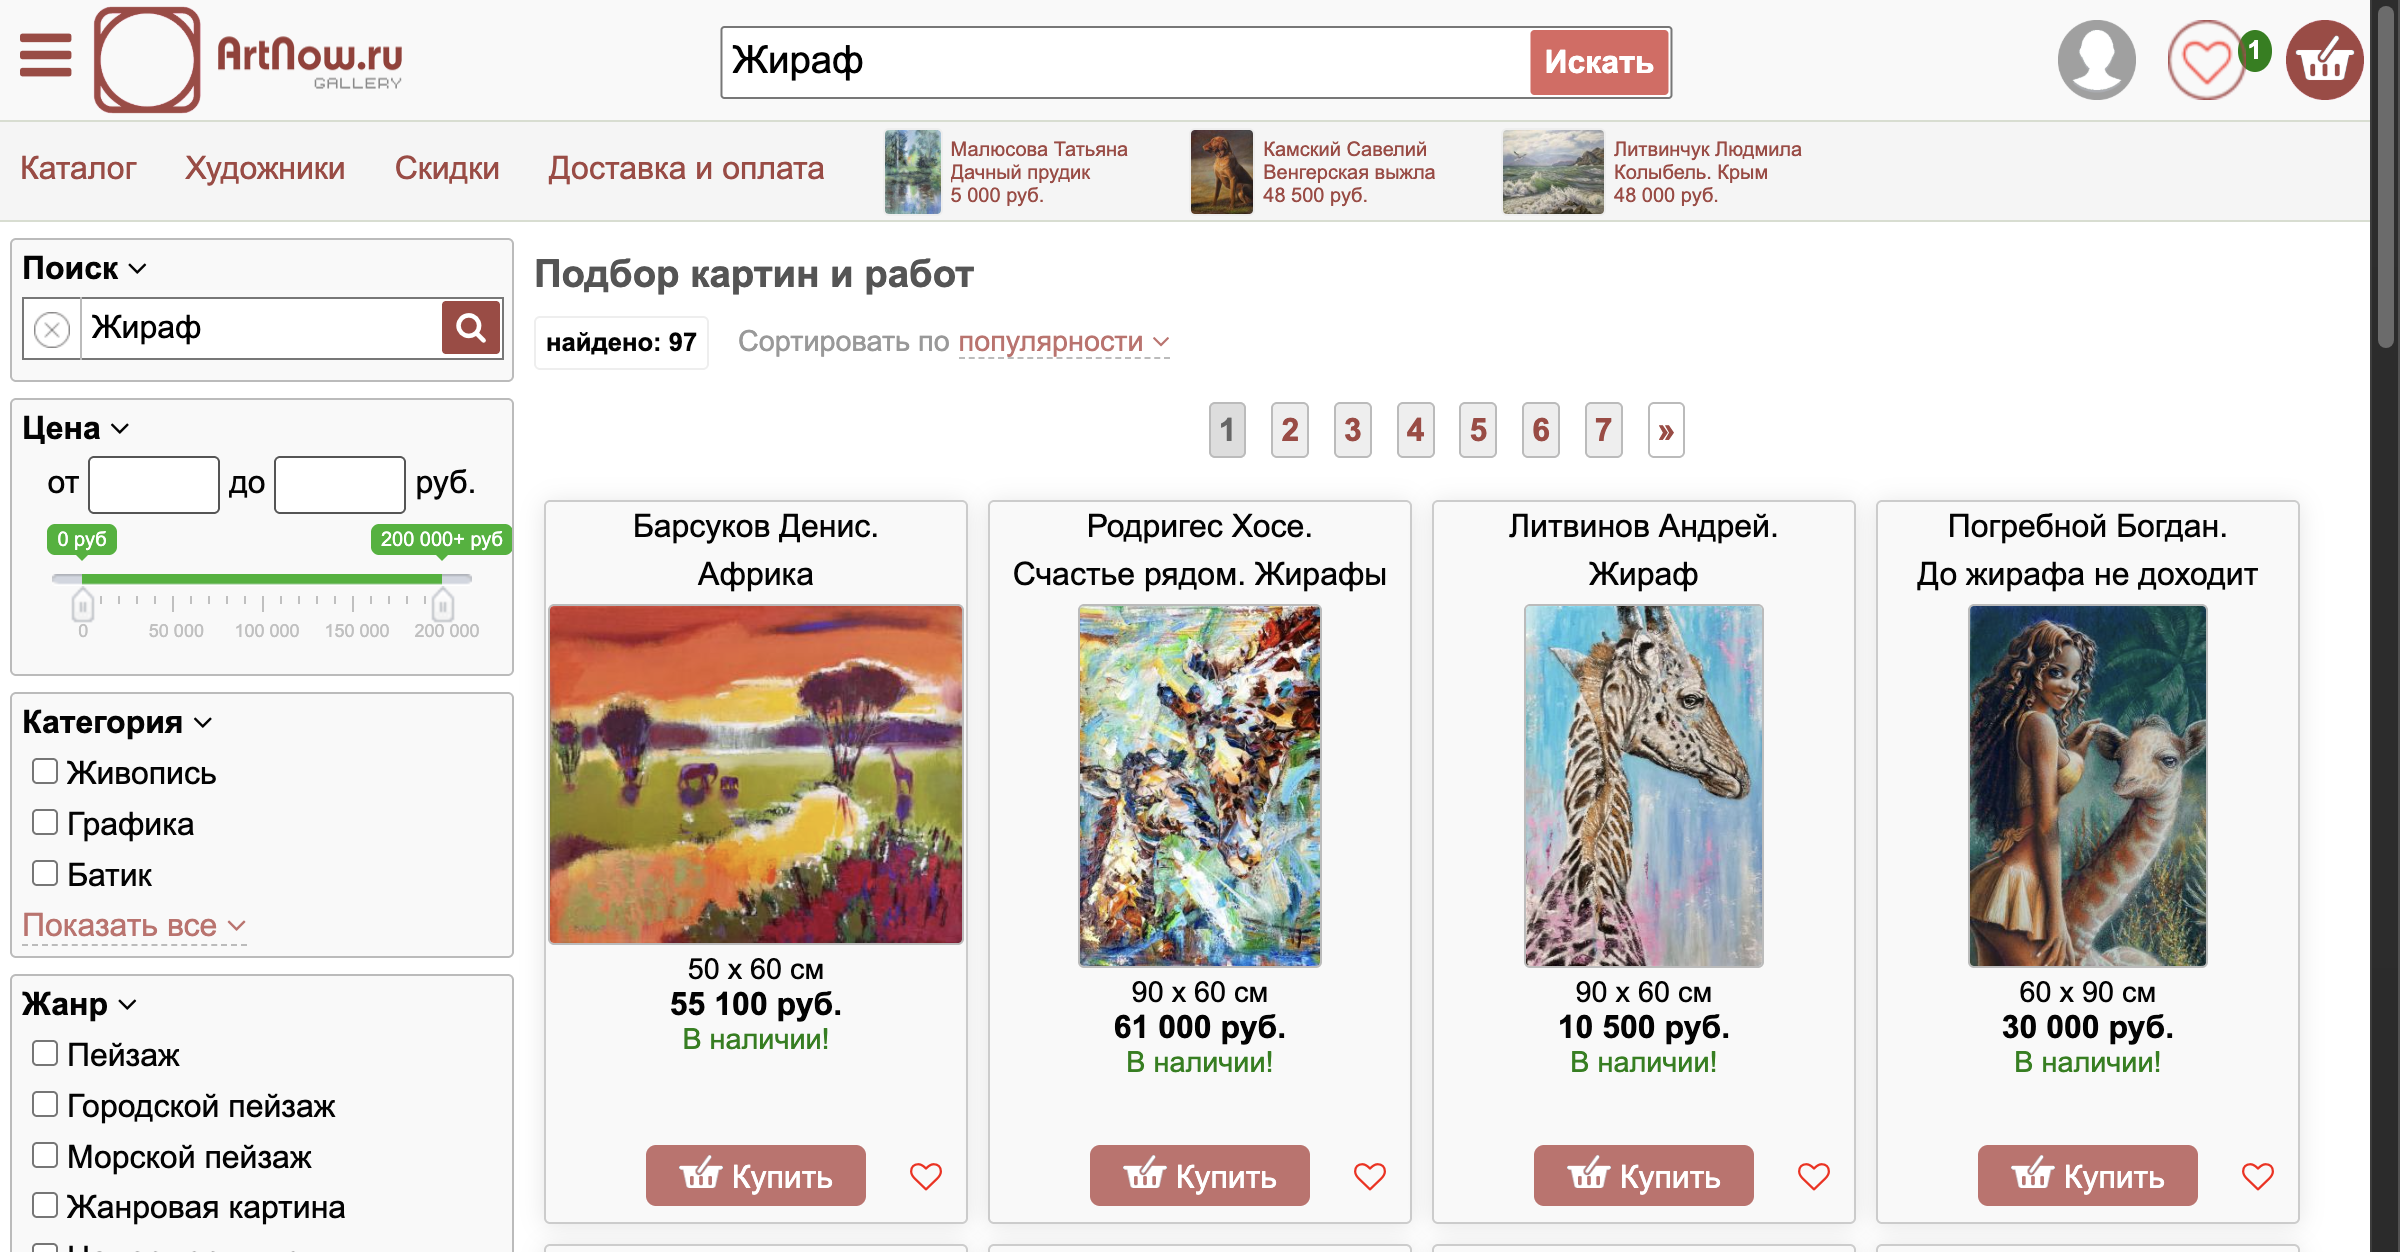 ArtNow.ru
GALLERY
Жираф
Искать
1
Каталог
Художники
Скидки
Доставка и оплата
Малюсова Татьяна
Дачный прудик
5 000 руб.
Камский Савелий
Венгерская выжла
48 500 руб.
Литвинчук Людмила
Колыбель. Крым
48 000 руб.
Поиск
Жираф
Цена
от до руб.
0 руб 200 000+ руб
0 50 000 100 000 150 000 200 000
Категория
Живопись
Графика
Батик
Показать все
Жанр
Пейзаж
Городской пейзаж
Морской пейзаж
Жанровая картина
Подбор картин и работ
найдено: 97
Сортировать по популярности
1 2 3 4 5 6 7 »
Барсуков Денис.
Африка
50 x 60 см
55 100 руб.
В наличии!
Купить
Родригес Хосе.
Счастье рядом. Жирафы
90 x 60 см
61 000 руб.
В наличии!
Купить
Литвинов Андрей.
Жираф
90 x 60 см
10 500 руб.
В наличии!
Купить
Погребной Богдан.
До жирафа не доходит
60 x 90 см
30 000 руб.
В наличии!
Купить